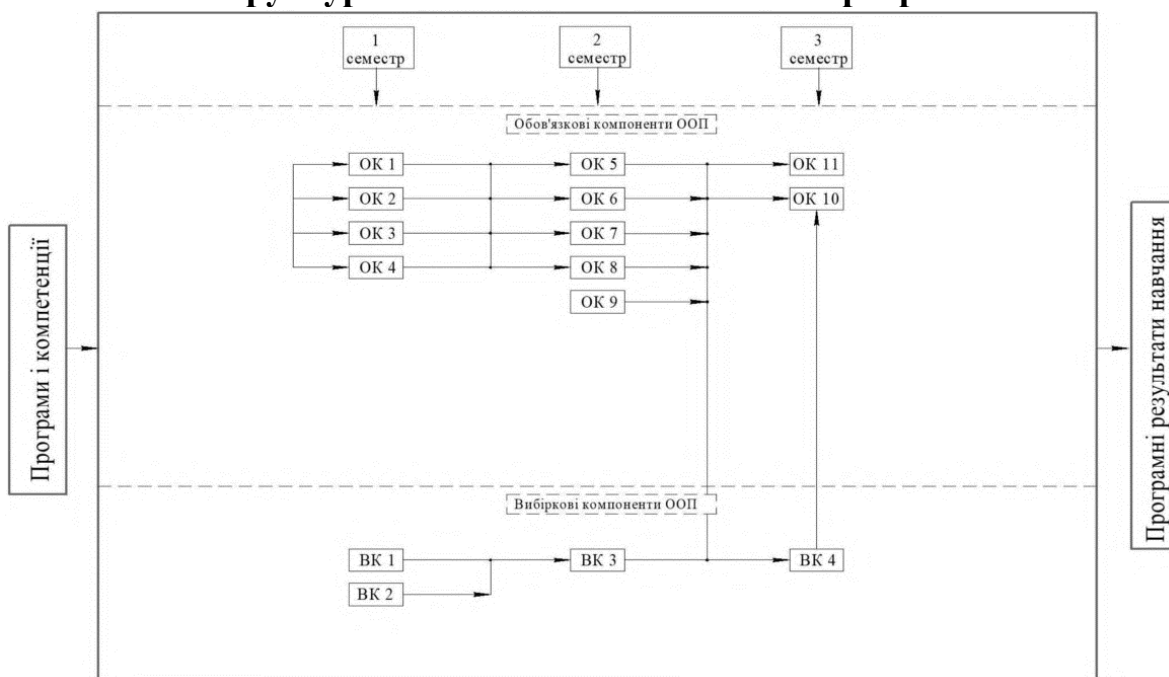 1
семестр
2
семестр
3
семестр
Обов'язкові компоненти ООП
ОК 1
ОК 5
ОК 11
ОК 2
ОК 6
ОК 10
ОК 3
ОК 7
ОК 4
ОК 8
ОК 9
Програми і компетенції
Програмні результати навчання
Вибіркові компоненти ООП
ВК 1
ВК 3
ВК 4
ВК 2